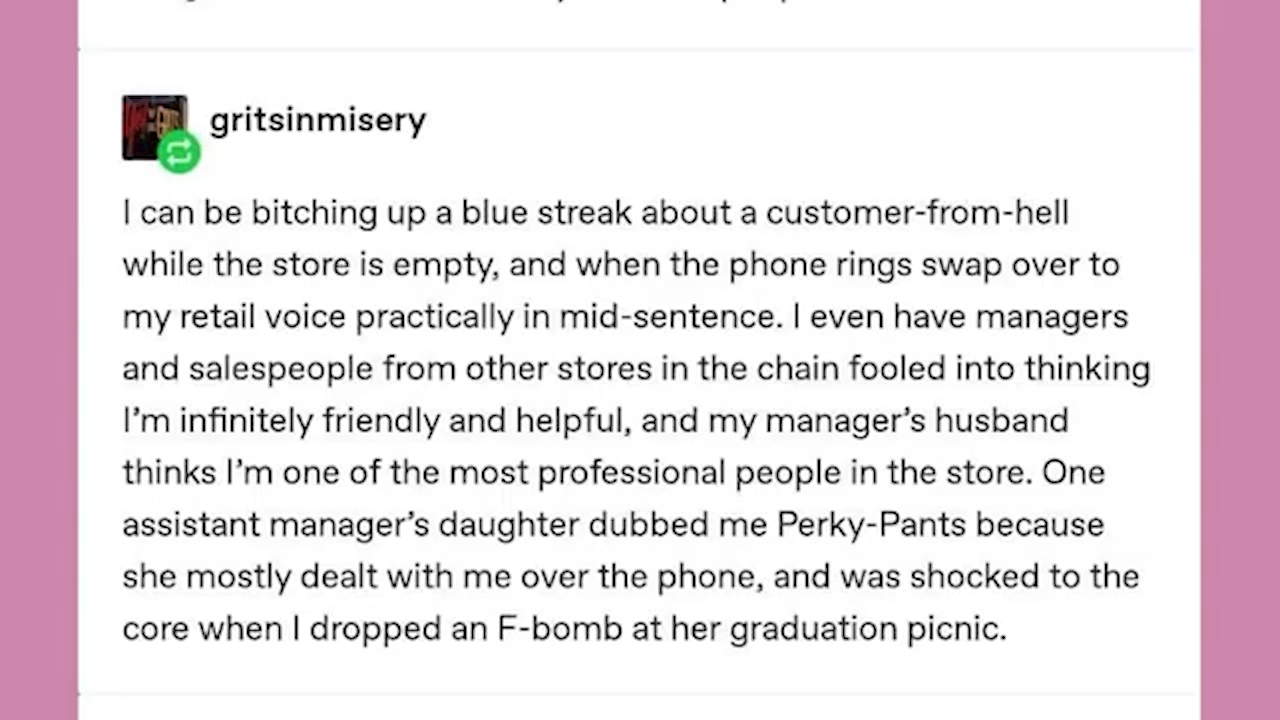 gritsinmisery
I can be bitching up a blue streak about a customer-from-hell
while the store is empty, and when the phone rings swap over to
my retail voice practically in mid-sentence. I even have managers
and salespeople from other stores in the chain fooled into thinking
I’m infinitely friendly and helpful, and my manager’s husband
thinks I’m one of the most professional people in the store. One
assistant manager’s daughter dubbed me Perky-Pants because
she mostly dealt with me over the phone, and was shocked to the
core when I dropped an F-bomb at her graduation picnic.